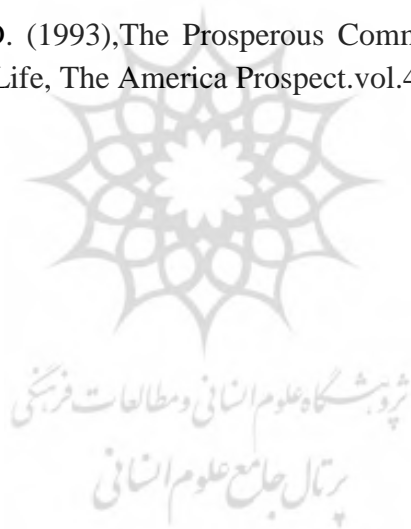 D. (1993),The Prosperous Comm
Life, The America Prospect.vol.4
پژوهشگاه علوم انسانی و مطالعات فرهنگی
پرتال جامع علوم انسانی